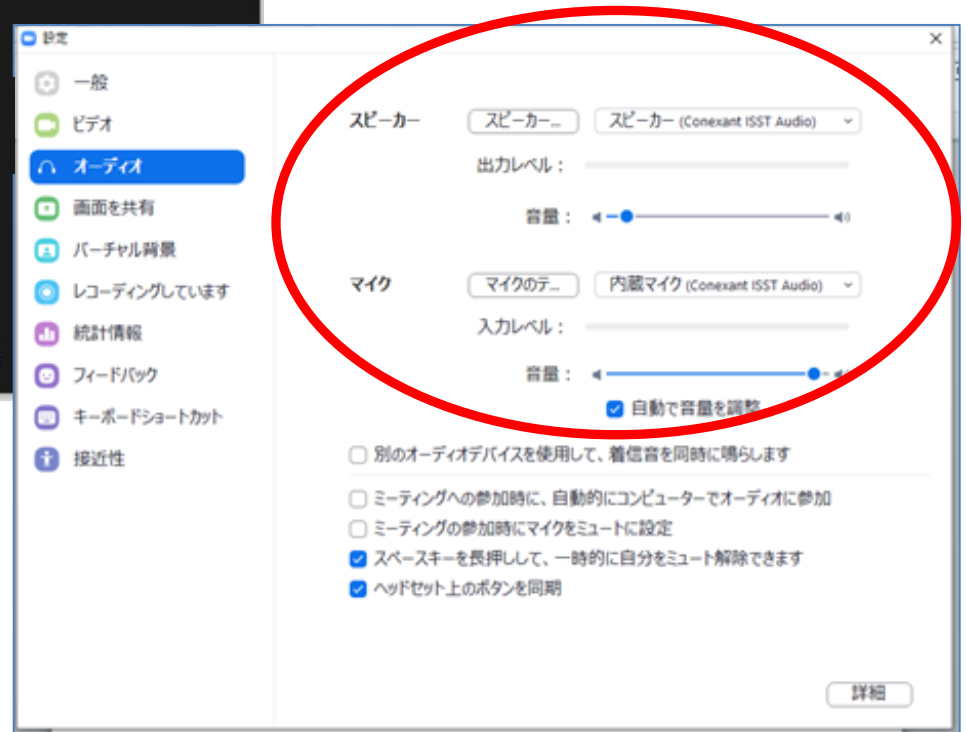 設定
一般
ビデオ
オーディオ
画面を共有
バーチャル背景
レコーディングしています
統計情報
フィードバック
キーボードショートカット
接近性
スピーカー スピーカー... スピーカー (Conexant ISST Audio)
出力レベル：
音量：
マイク マイクのテ... 内蔵マイク (Conexant ISST Audio)
入力レベル：
音量：
自動で音量を調整
別のオーディオデバイスを使用して、着信音を同時に鳴らします
ミーティングへの参加時に、自動的にコンピューターでオーディオに参加
ミーティングの参加時にマイクをミュートに設定
スペースキーを長押しして、一時的に自分をミュート解除できます
ヘッドセット上のボタンを同期
詳細